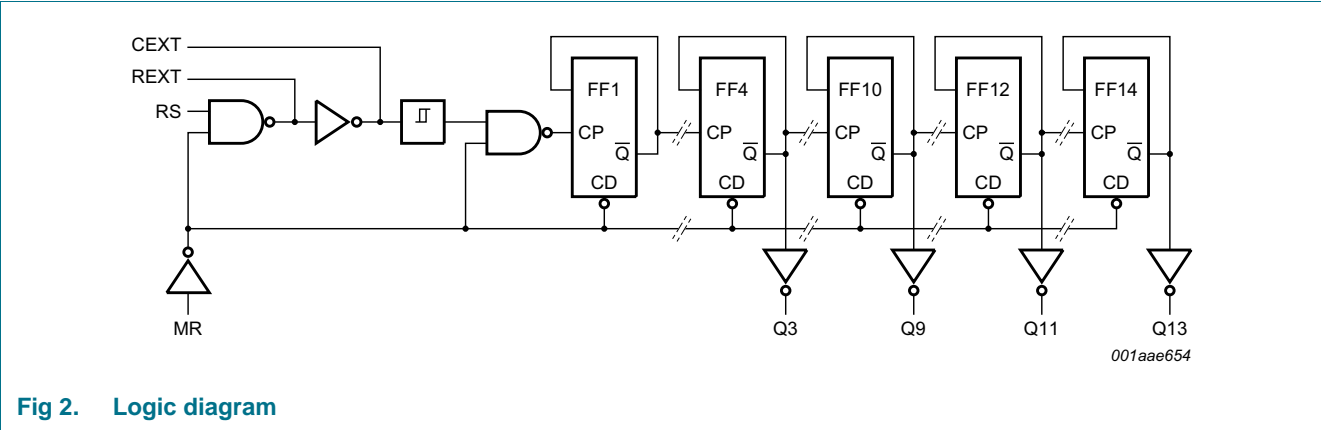 CEXT
REXT
RS
FF1 FF4 FF10 FF12 FF14
CP CP CP CP CP
Q Q Q Q Q
CD CD CD CD CD
MR Q3 Q9 Q11 Q13
001aae654
Fig 2. Logic diagram